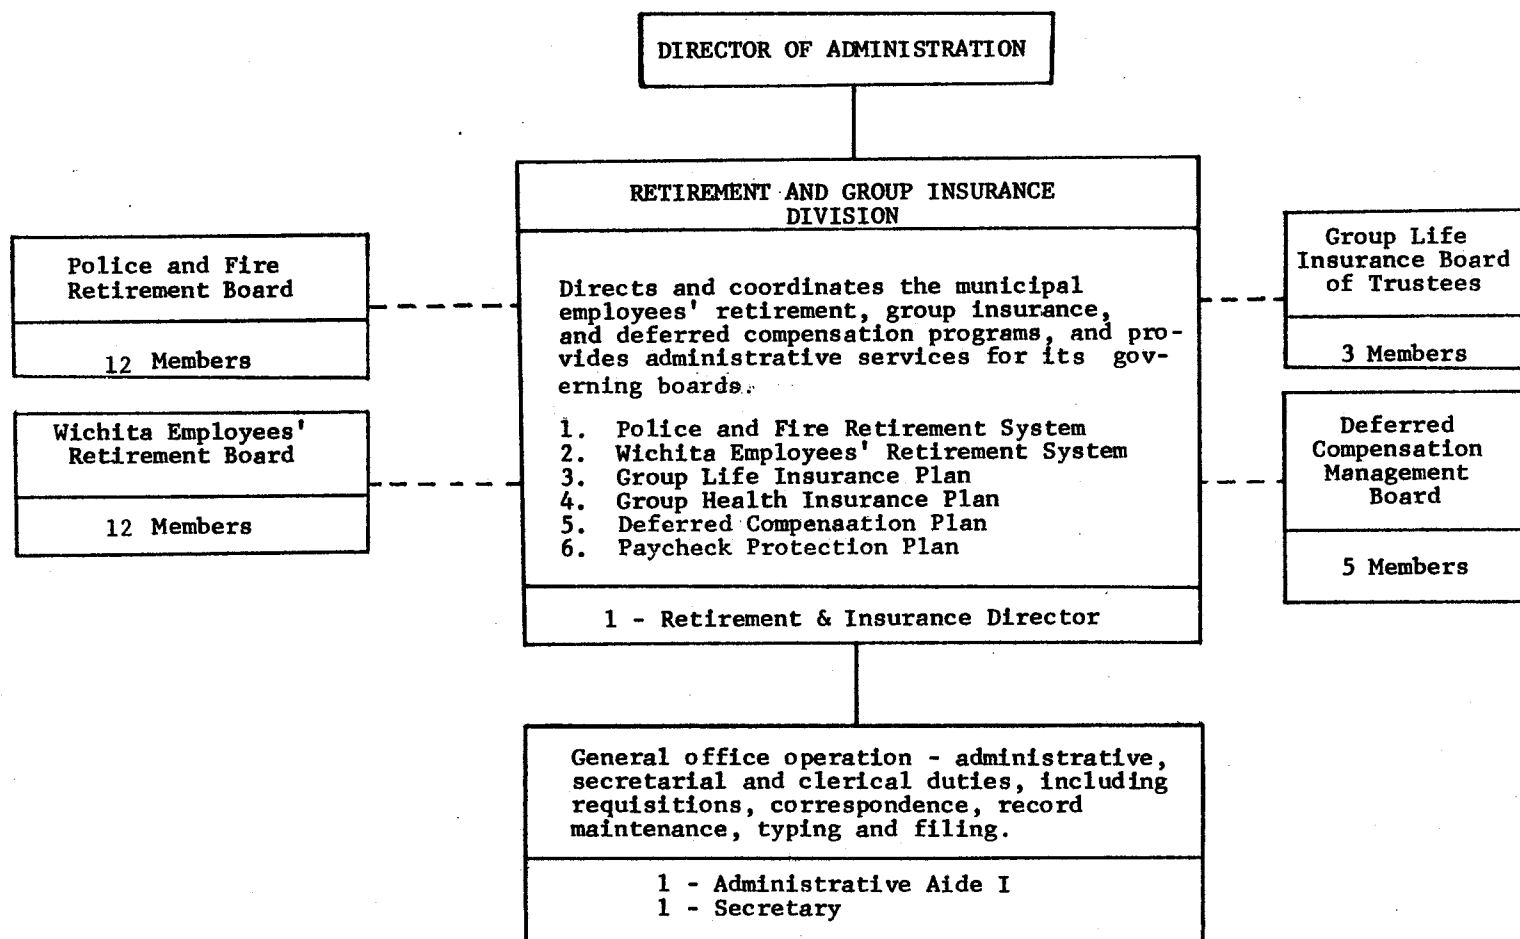 DIRECTOR OF ADMINISTRATION
RETIREMENT AND GROUP INSURANCE
DIVISION
Directs and coordinates the municipal
employees' retirement, group insurance,
and deferred compensation programs, and pro-
vides administrative services for its gov-
erning boards.
1. Police and Fire Retirement System
2. Wichita Employees' Retirement System
3. Group Life Insurance Plan
4. Group Health Insurance Plan
5. Deferred Compensation Plan
6. Paycheck Protection Plan
1 - Retirement & Insurance Director
Police and Fire
Retirement Board
12 Members
Wichita Employees'
Retirement Board
12 Members
Group Life
Insurance Board
of Trustees
3 Members
Deferred
Compensation
Management
Board
5 Members
General office operation - administrative,
secretarial and clerical duties, including
requisitions, correspondence, record
maintenance, typing and filing.
1 - Administrative Aide I
1 - Secretary